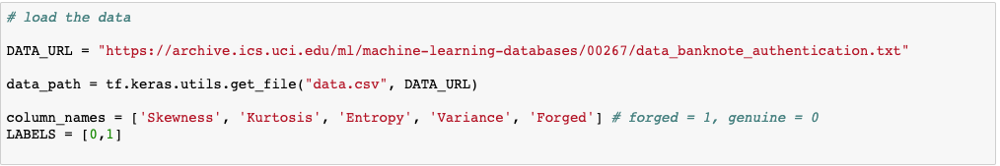 # load the data
DATA_URL = "https://archive.ics.uci.edu/ml/machine-learning-databases/00267/data_banknote_authentication.txt"
data_path = tf.keras.utils.get_file("data.csv", DATA_URL)
column_names = ['Skewness', 'Kurtosis', 'Entropy', 'Variance', 'Forged'] # forged = 1, genuine = 0
LABELS = [0,1]